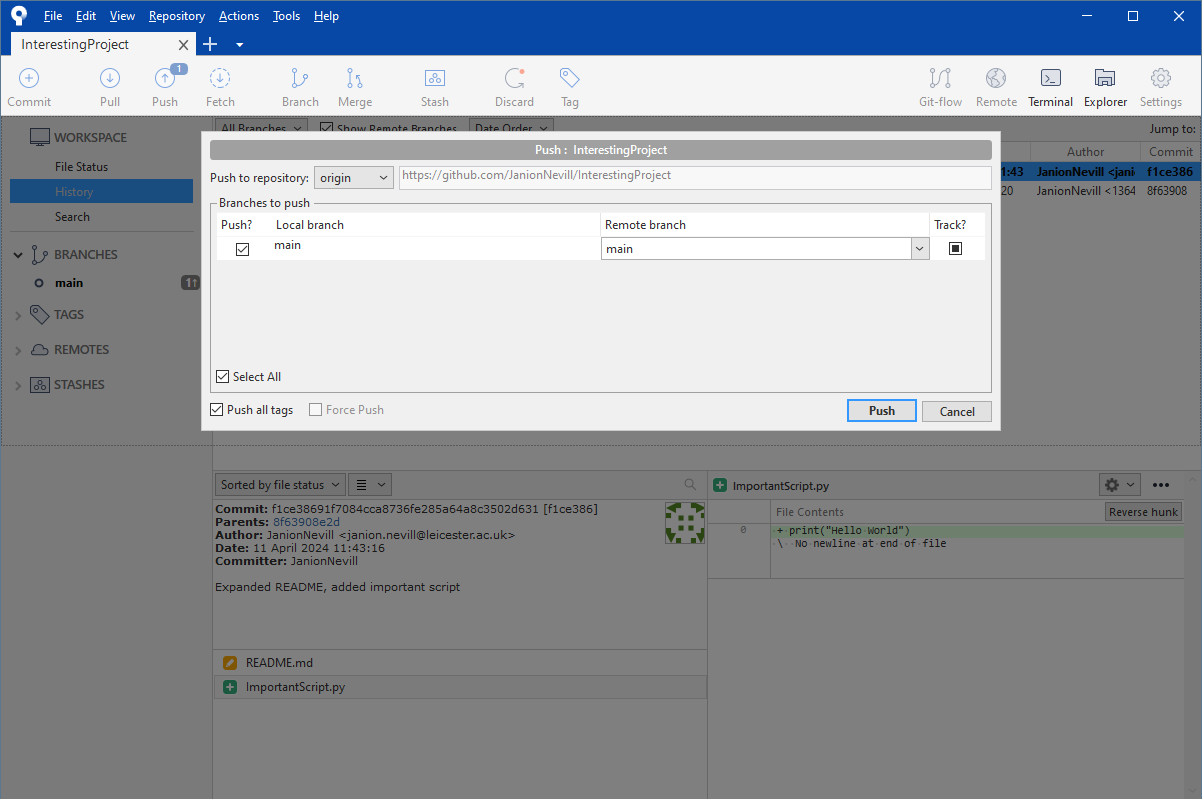 File Edit View Repository Actions Tools Help
InterestingProject
Commit Pull Push 1 Fetch Branch Merge Stash Discard Tag Git-flow Remote Terminal Explorer Settings
WORKSPACE
File Status
History
Search
BRANCHES
main 1↑
TAGS
REMOTES
STASHES
All Branches Show Remote Branches Date Order Jump to:
Author Commit
1:43 JanionNevill <jani f1ce386
20 JanionNevill <1364 8f63908
Push : InterestingProject
Push to repository: origin https://github.com/JanionNevill/InterestingProject
Branches to push
Push? Local branch Remote branch Track?
main main
Select All
Push all tags Force Push Push Cancel
Sorted by file status
Commit: f1ce38691f7084cca8736fe285a64a8c3502d631 [f1ce386]
Parents: 8f63908e2d
Author: JanionNevill <janion.nevill@leicester.ac.uk>
Date: 11 April 2024 11:43:16
Committer: JanionNevill
Expanded README, added important script
README.md
ImportantScript.py
ImportantScript.py
File Contents Reverse hunk
0 + print("Hello World")
\ No newline at end of file